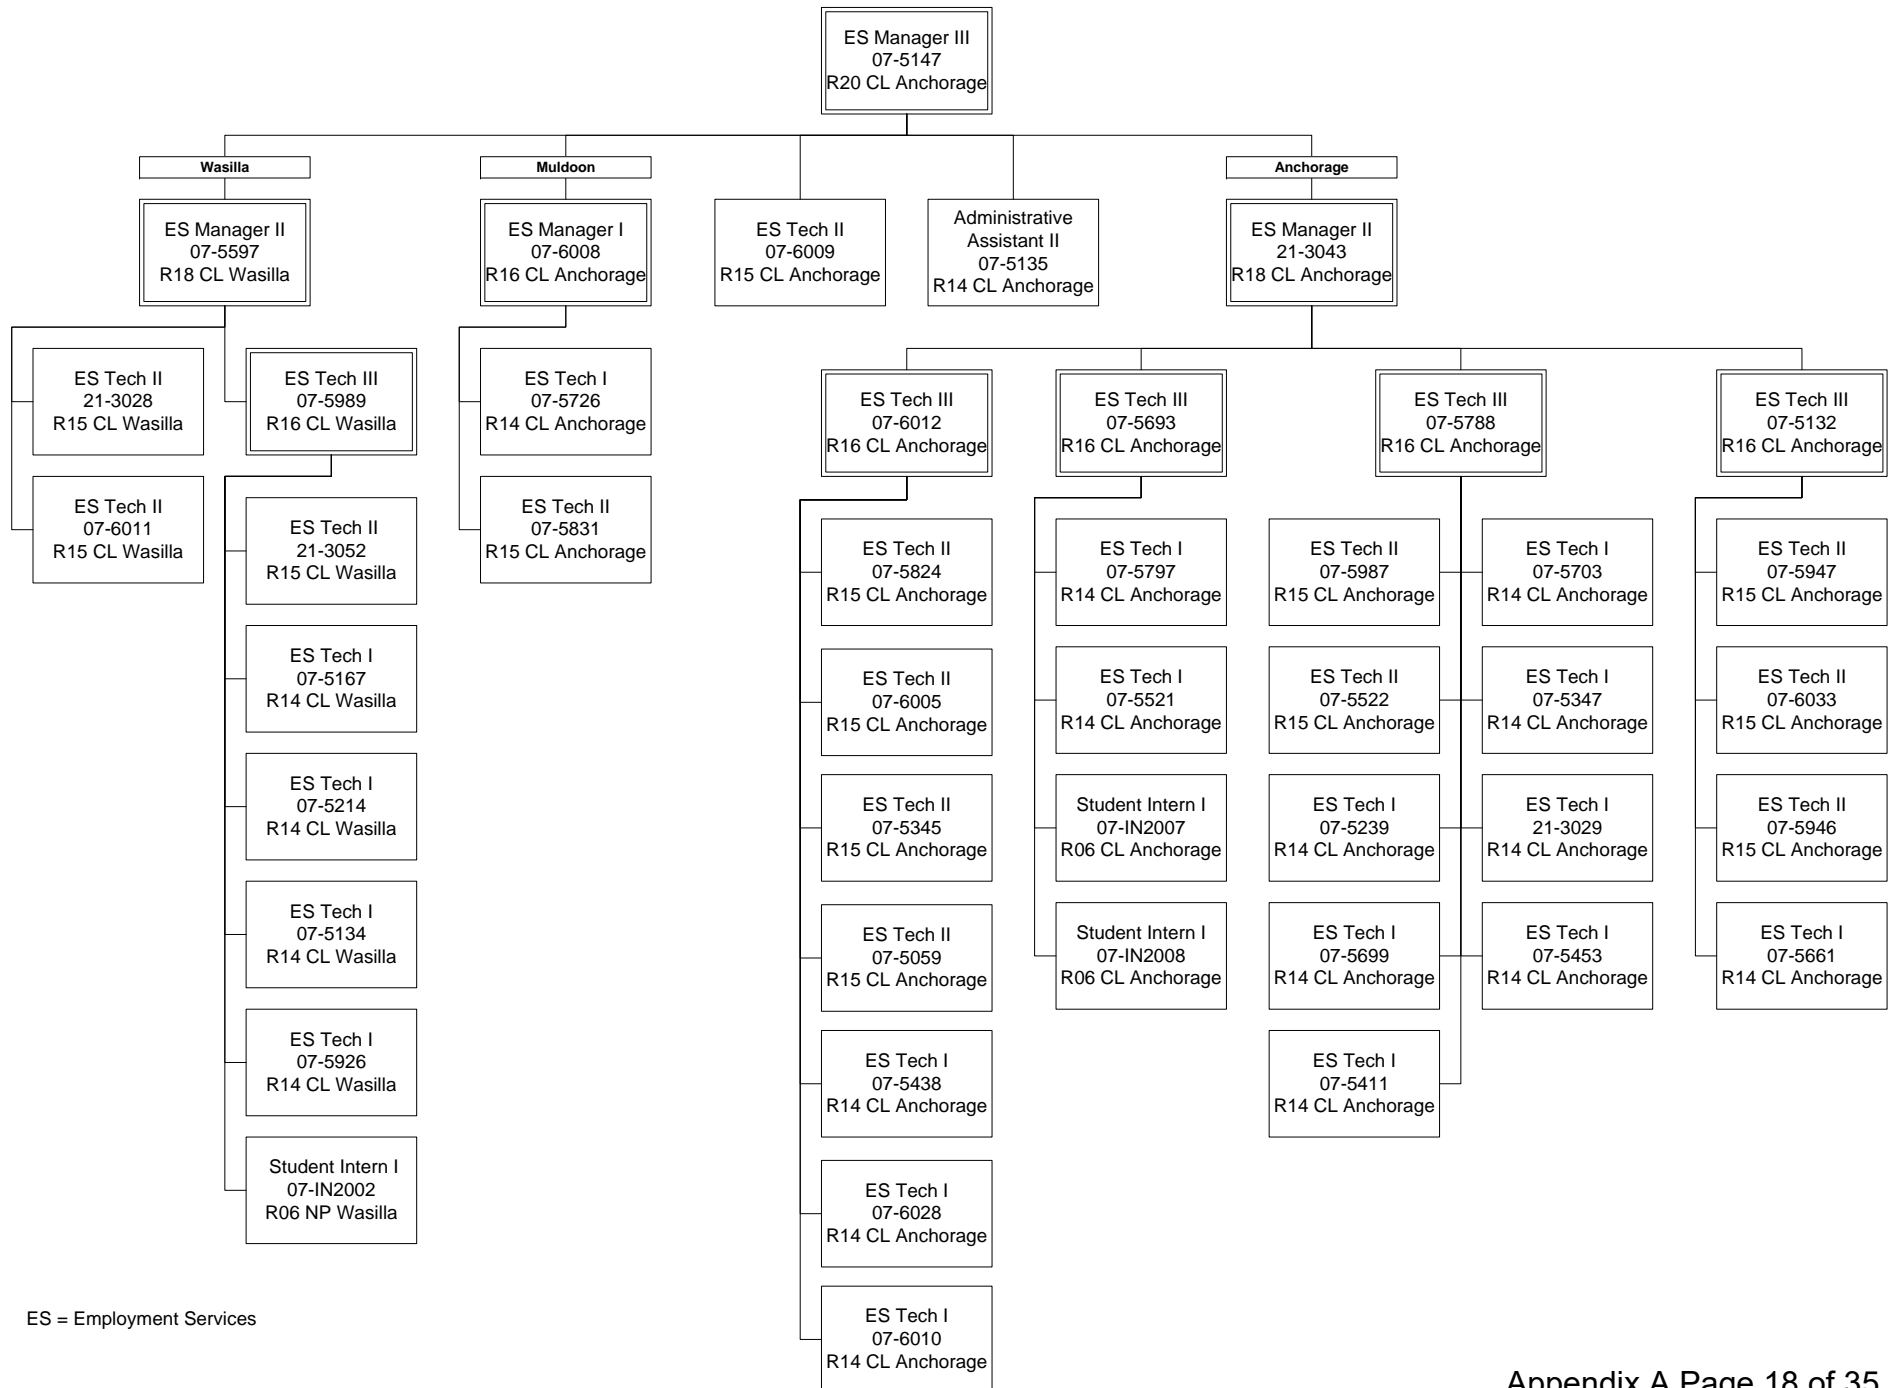 ES Manager III
07-5147
R20 CL Anchorage
Wasilla
Muldoon
Anchorage
ES Manager II
07-5597
R18 CL Wasilla
ES Manager I
07-6008
R16 CL Anchorage
ES Tech II
07-6009
R15 CL Anchorage
Administrative
Assistant II
07-5135
R14 CL Anchorage
ES Manager II
21-3043
R18 CL Anchorage
ES Tech II
21-3028
R15 CL Wasilla
ES Tech II
07-6011
R15 CL Wasilla
ES Tech III
07-5989
R16 CL Wasilla
ES Tech II
21-3052
R15 CL Wasilla
ES Tech I
07-5167
R14 CL Wasilla
ES Tech I
07-5214
R14 CL Wasilla
ES Tech I
07-5134
R14 CL Wasilla
ES Tech I
07-5926
R14 CL Wasilla
Student Intern I
07-IN2002
R06 NP Wasilla
ES Tech I
07-5726
R14 CL Anchorage
ES Tech II
07-5831
R15 CL Anchorage
ES Tech III
07-6012
R16 CL Anchorage
ES Tech II
07-5824
R15 CL Anchorage
ES Tech II
07-6005
R15 CL Anchorage
ES Tech II
07-5345
R15 CL Anchorage
ES Tech II
07-5059
R15 CL Anchorage
ES Tech I
07-5438
R14 CL Anchorage
ES Tech I
07-6028
R14 CL Anchorage
ES Tech I
07-6010
R14 CL Anchorage
ES Tech III
07-5693
R16 CL Anchorage
ES Tech I
07-5797
R14 CL Anchorage
ES Tech I
07-5521
R14 CL Anchorage
Student Intern I
07-IN2007
R06 CL Anchorage
Student Intern I
07-IN2008
R06 CL Anchorage
ES Tech III
07-5788
R16 CL Anchorage
ES Tech II
07-5987
R15 CL Anchorage
ES Tech II
07-5522
R15 CL Anchorage
ES Tech I
07-5239
R14 CL Anchorage
ES Tech I
07-5699
R14 CL Anchorage
ES Tech I
07-5411
R14 CL Anchorage
ES Tech I
07-5703
R14 CL Anchorage
ES Tech I
07-5347
R14 CL Anchorage
ES Tech I
21-3029
R14 CL Anchorage
ES Tech I
07-5453
R14 CL Anchorage
ES Tech III
07-5132
R16 CL Anchorage
ES Tech II
07-5947
R15 CL Anchorage
ES Tech II
07-6033
R15 CL Anchorage
ES Tech II
07-5946
R15 CL Anchorage
ES Tech I
07-5661
R14 CL Anchorage
ES = Employment Services
Appendix A Page 18 of 35